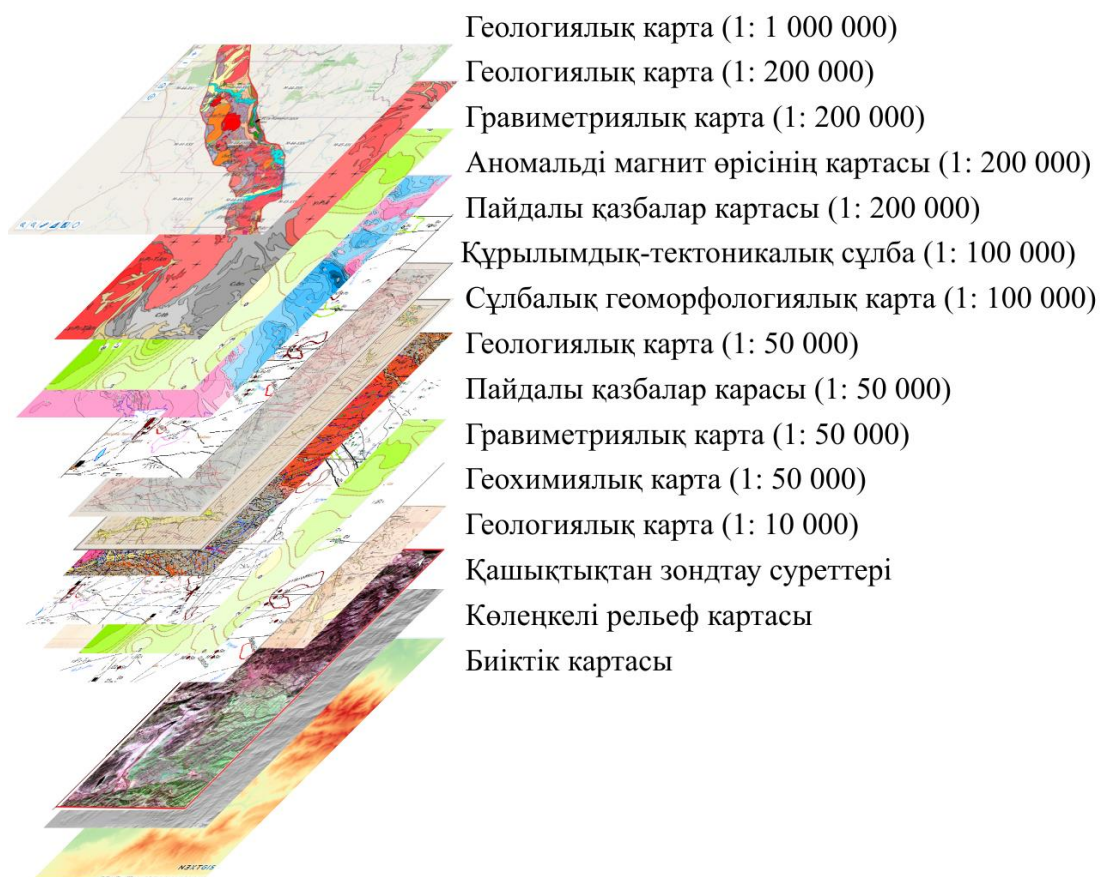 Геологиялық карта (1: 1 000 000)
Геологиялық карта (1: 200 000)
Гравиметриялық карта (1: 200 000)
Аномальді магнит өрісінің картасы (1: 200 000)
Пайдалы қазбалар картасы (1: 200 000)
Құрылымдық-тектоникалық сұлба (1: 100 000)
Сұлбалық геоморфологиялық карта (1: 100 000)
Геологиялық карта (1: 50 000)
Пайдалы қазбалар карасы (1: 50 000)
Гравиметриялық карта (1: 50 000)
Геохимиялық карта (1: 50 000)
Геологиялық карта (1: 10 000)
Қашықтықтан зондтау суреттері
Көлеңкелі рельеф картасы
Биіктік картасы